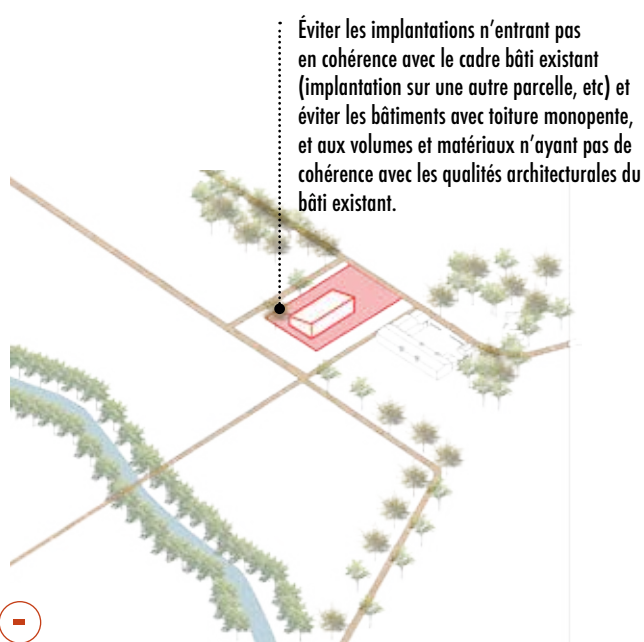 Éviter les implantations n’entrant pas
en cohérence avec le cadre bâti existant
(implantation sur une autre parcelle, etc) et
éviter les bâtiments avec toiture monopente,
et aux volumes et matériaux n’ayant pas de
cohérence avec les qualités architecturales du
bâti existant.
-